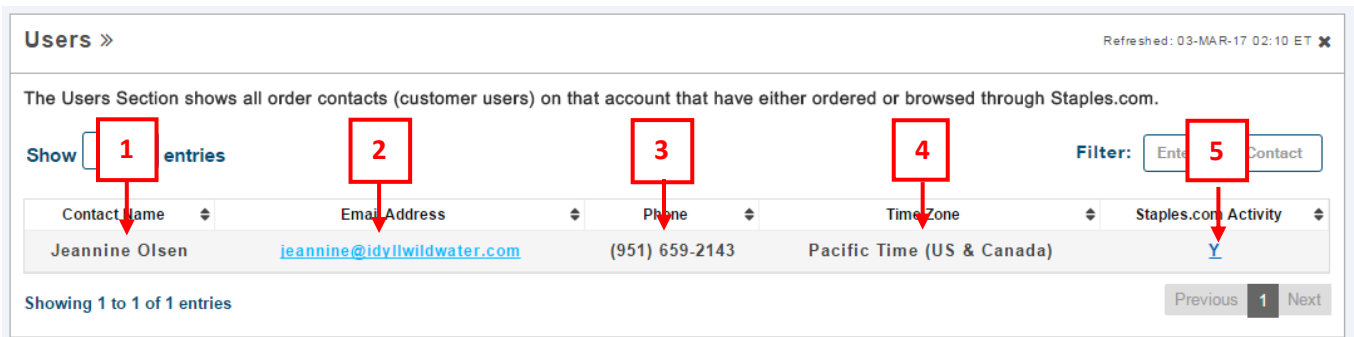 Users »
Refreshed: 03-MAR-17 02:10 ET
The Users Section shows all order contacts (customer users) on that account that have either ordered or browsed through Staples.com.
Show entries Filter: Contact
1 2 3 4 5
Contact Name Email Address Phone Time Zone Staples.com Activity
Jeannine Olsen jeannine@idyllwildwater.com (951) 659-2143 Pacific Time (US & Canada) Y
Showing 1 to 1 of 1 entries Previous 1 Next